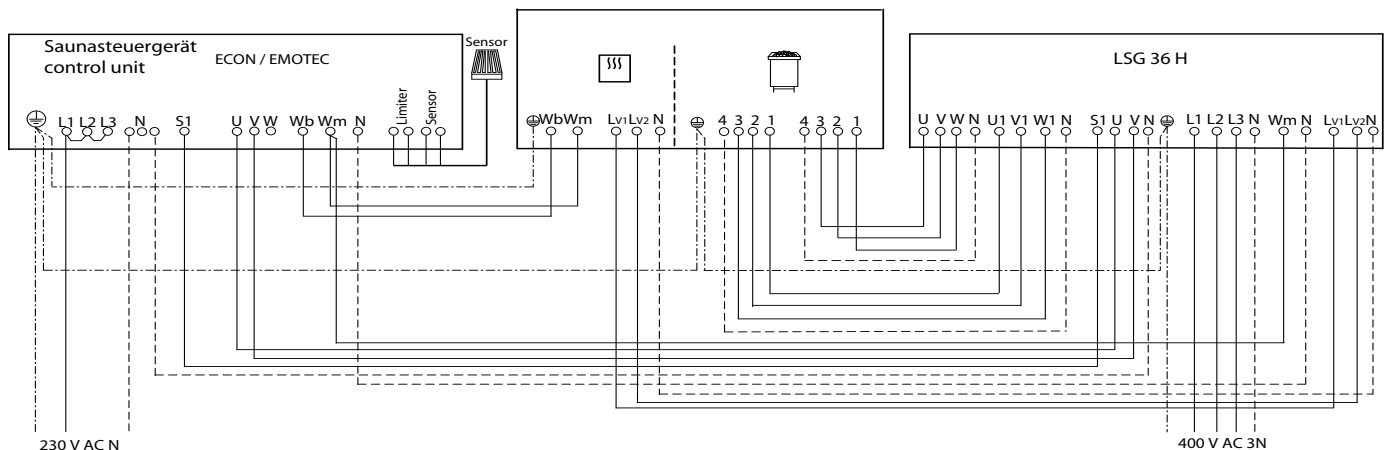 Saunasteuergerät
control unit
ECON / EMOTEC
Sensor
LSG 36 H
Limiter
Sensor
L1 L2 L3 N S1 U V W Wb Wm N
Wb Wm LV1 LV2 N 4 3 2 1 4 3 2 1
U V W N U1 V1 W1 N S1 U V N L1 L2 L3 N Wm N LV1 LV2 N
230 V AC N
400 V AC 3N